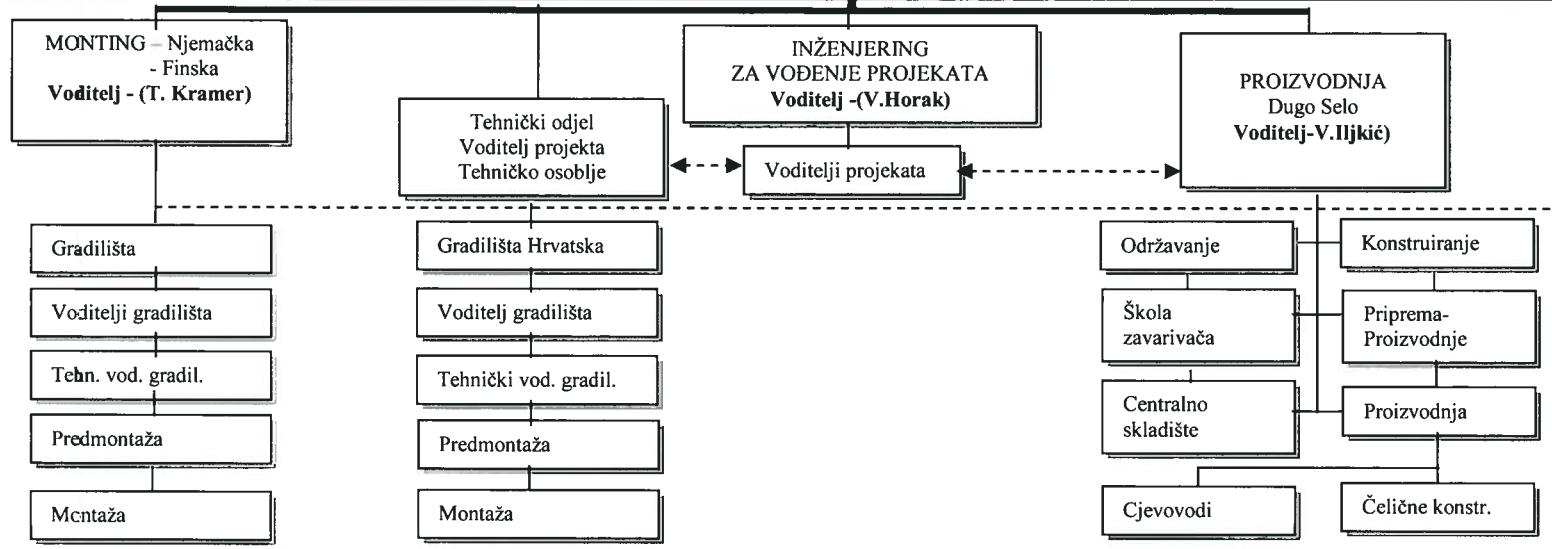 MONTING – Njemačka
- Finska
Voditelj - (T. Kramer)
Tehnički odjel
Voditelj projekta
Tehničko osoblje
INŽENJERING
ZA VOĐENJE PROJEKATA
Voditelj -(V.Horak)
Voditelji projekata
PROIZVODNJA
Dugo Selo
Voditelj-V.Iljkić)
Gradilišta
Voditelji gradilišta
Tehn. vod. gradil.
Predmontaža
Montaža
Gradilišta Hrvatska
Voditelj gradilišta
Tehnički vod. gradil.
Predmontaža
Montaža
Održavanje
Škola
zavarivača
Centralno
skladište
Konstruiranje
Priprema-
Proizvodnje
Proizvodnja
Cjevovodi
Čelične konstr.